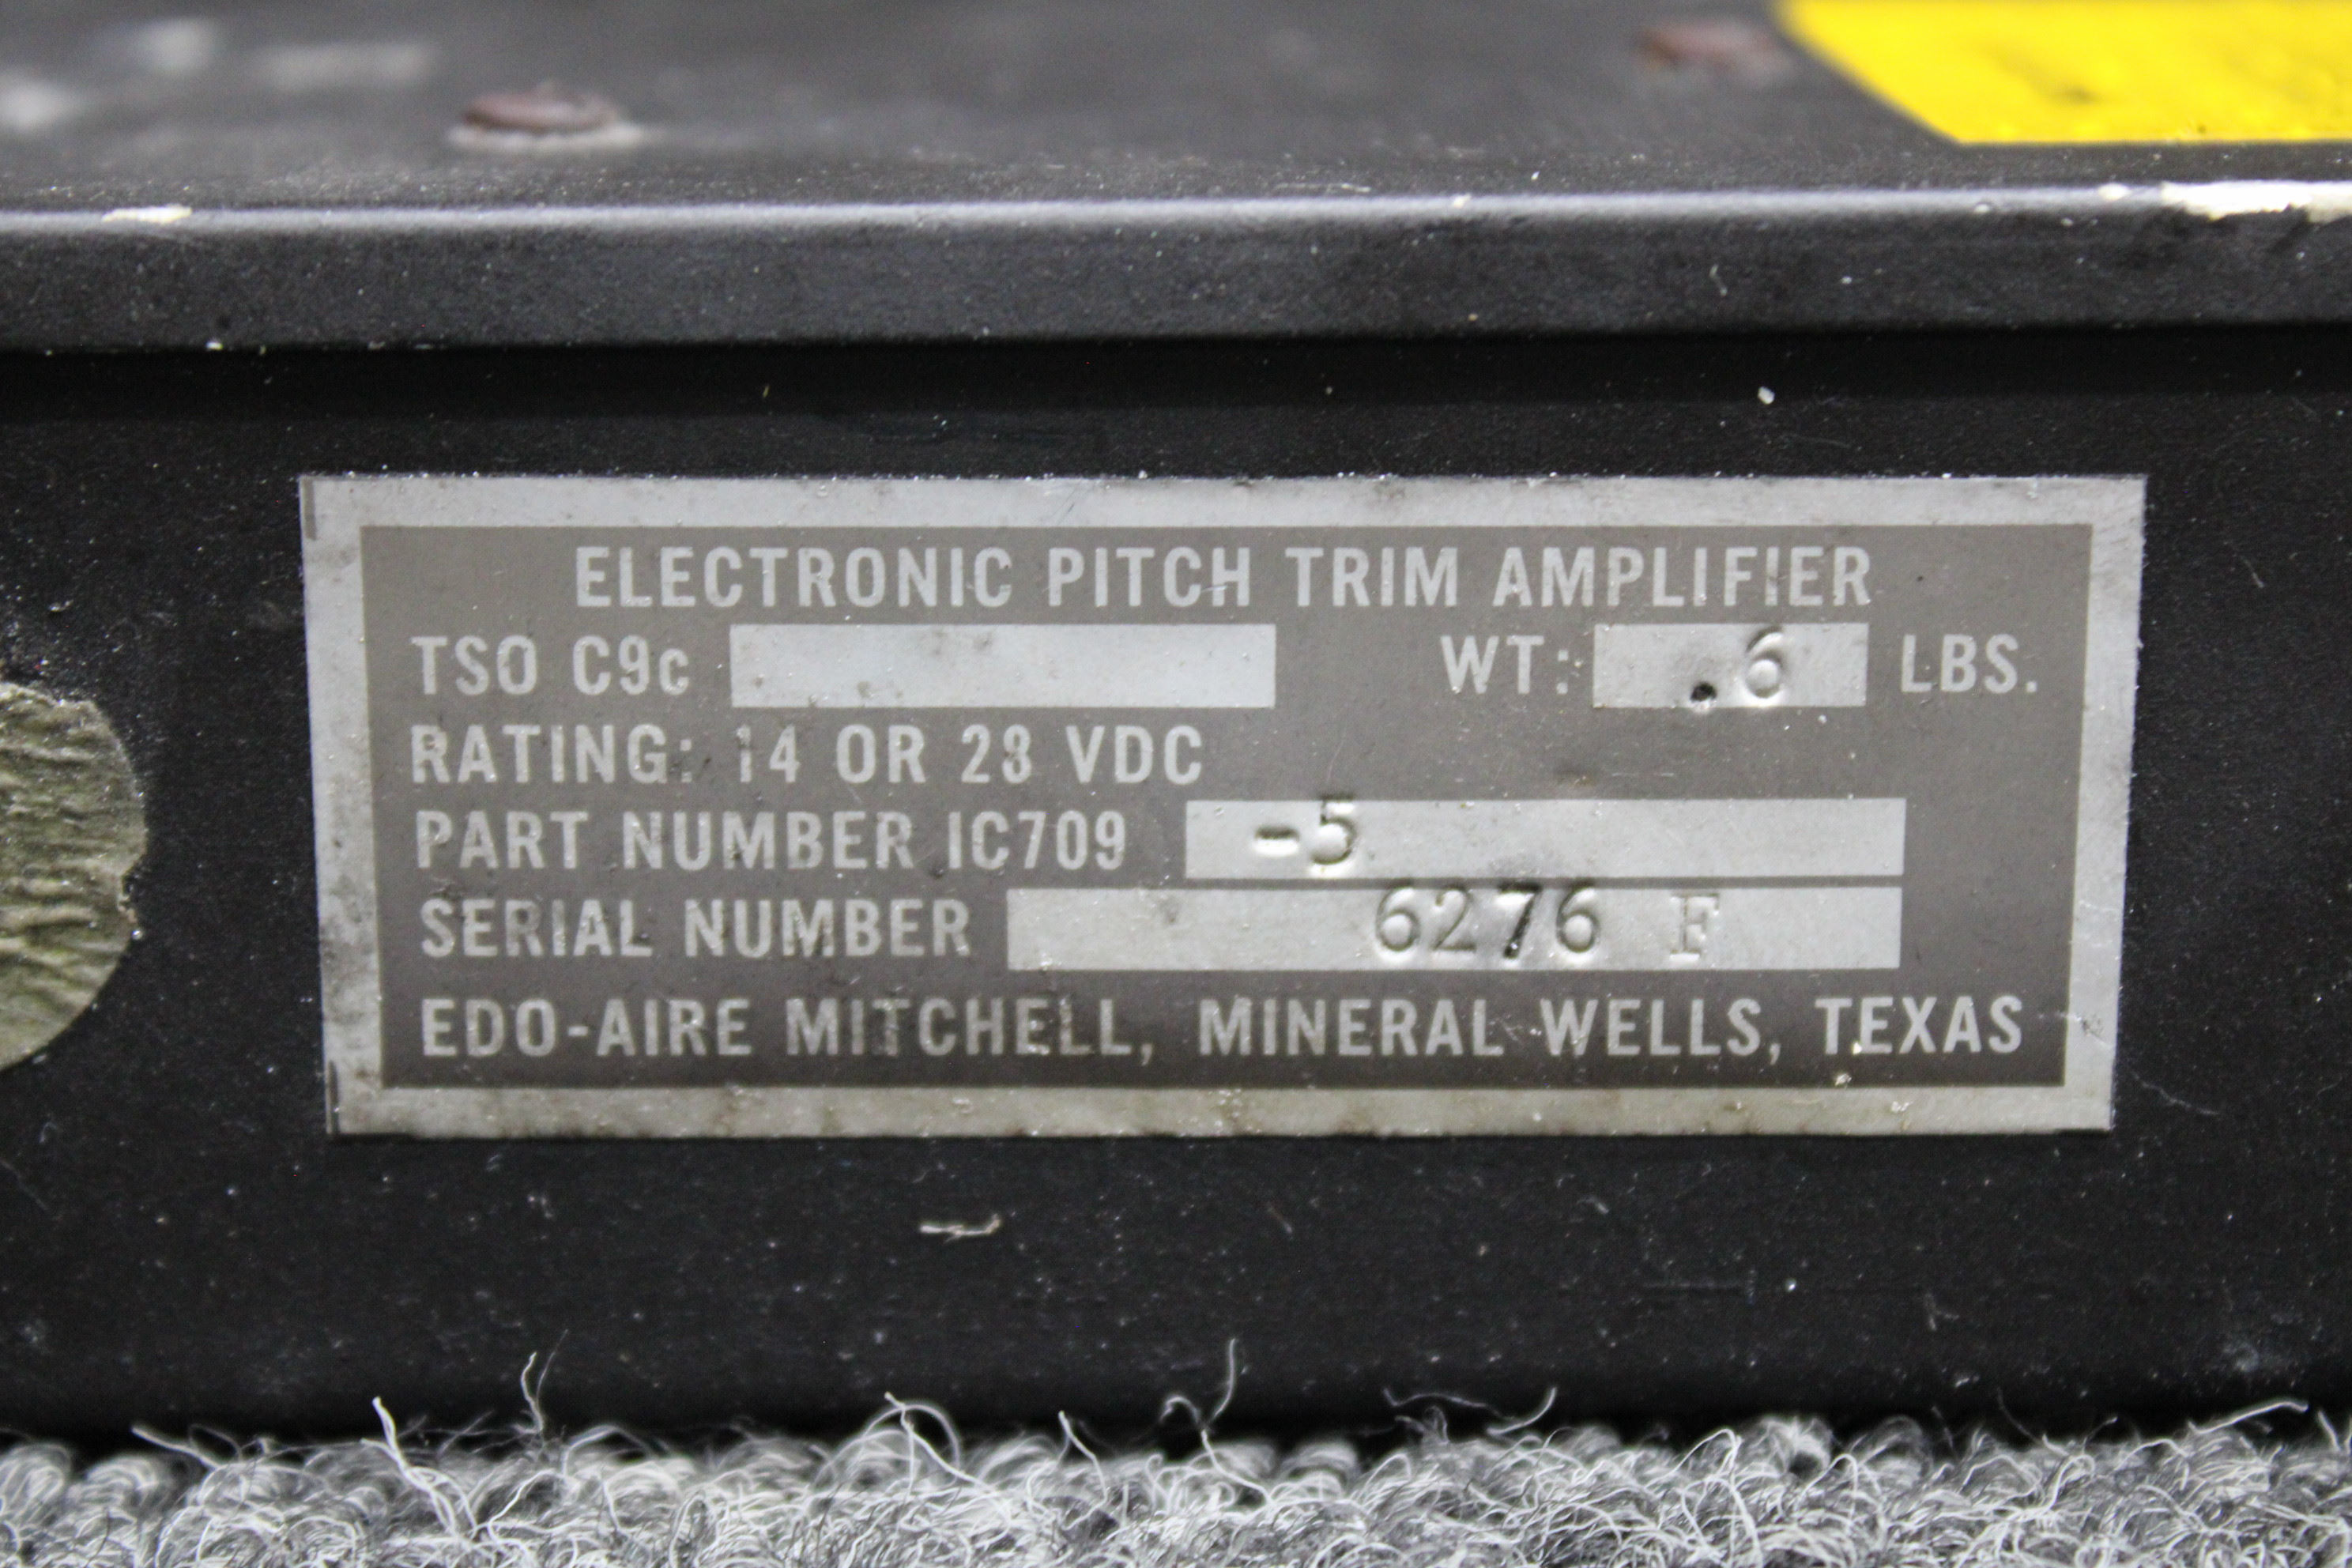 ELECTRONIC PITCH TRIM AMPLIFIER
TSO C9c WT: .6 LBS.
RATING: 14 OR 28 VDC
PART NUMBER IC709 -5
SERIAL NUMBER 6276 F
EDO-AIRE MITCHELL, MINERAL WELLS, TEXAS